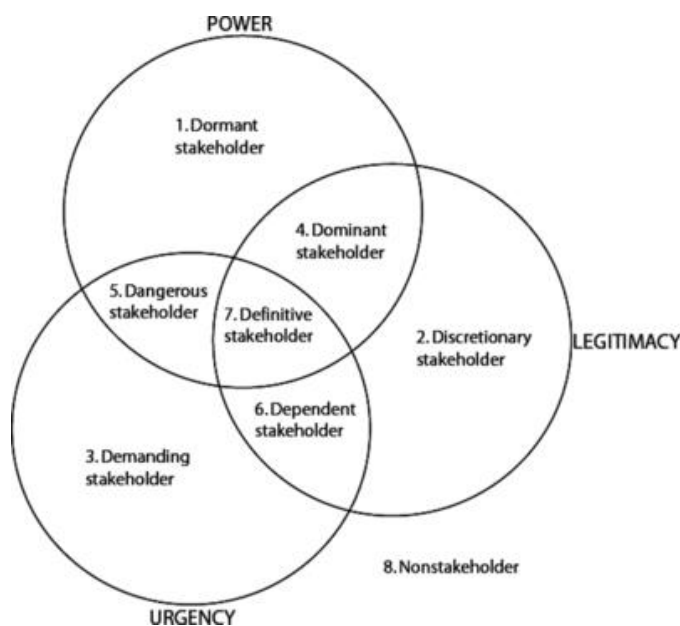 POWER
1. Dormant
stakeholder
4. Dominant
stakeholder
5. Dangerous
stakeholder
7. Definitive
stakeholder
2. Discretionary
stakeholder
LEGITIMACY
6. Dependent
stakeholder
3. Demanding
stakeholder
8. Nonstakeholder
URGENCY